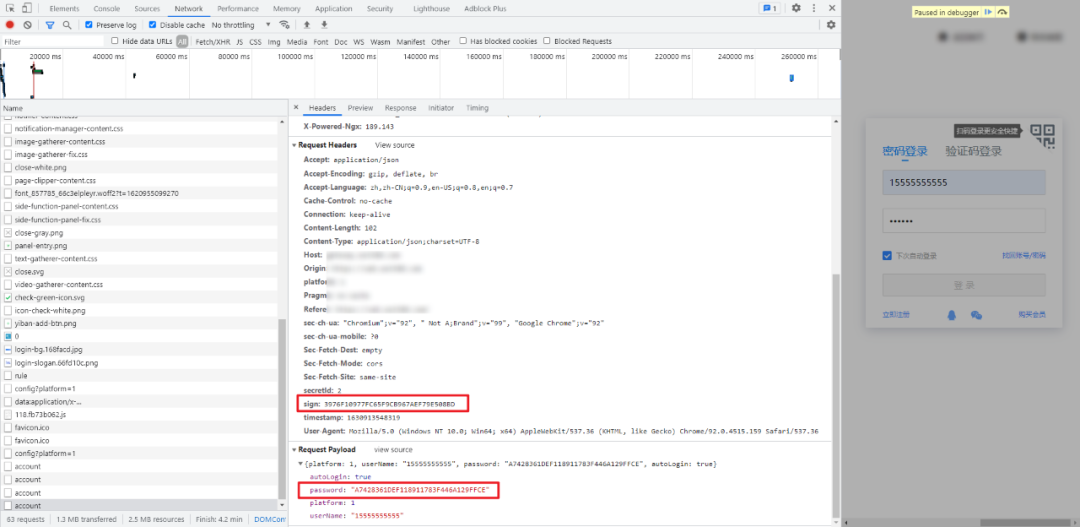 Elements Console Sources Network Performance Memory Application Security Lighthouse Adblock Plus 1
Preserve log Disable cache No throttling
Filter Hide data URLs All Fetch/XHR JS CSS Img Media Font Doc WS Wasm Manifest Other Has blocked cookies Blocked Requests
20000 ms 40000 ms 60000 ms 80000 ms 100000 ms 120000 ms 140000 ms 160000 ms 180000 ms 200000 ms 220000 ms 240000 ms 260000 ms
Name
notification-manager-content.css
image-gatherer-content.css
image-gatherer-fix.css
close-white.png
page-clipper-content.css
font_857785_66c3elpleyr.woff2?t=1620955099270
side-function-panel-content.css
side-function-panel-fix.css
close-gray.png
panel-entry.png
text-gatherer-content.css
close.svg
video-gatherer-content.css
check-green-icon.svg
icon-check-white.png
yiban-add-btn.png
0
login-bg.168facd.jpg
login-slogan.66fd10c.png
rule
config?platform=1
data:application/x-...
118.fb73b062.js
favicon.ico
favicon.ico
config?platform=1
account
account
account
account
63 requests 1.3 MB transferred 2.5 MB resources Finish: 4.2 min DOMCom
Headers Preview Response Initiator Timing
X-Powered-Ngx: 189.143
Request Headers View source
Accept: application/json
Accept-Encoding: gzip, deflate, br
Accept-Language: zh,zh-CN;q=0.9,en-US;q=0.8,en;q=0.7
Cache-Control: no-cache
Connection: keep-alive
Content-Length: 102
Content-Type: application/json;charset=UTF-8
Host:
Origin
platfo
Pragm
Refere
sec-ch-ua: "Chromium";v="92", " Not A;Brand";v="99", "Google Chrome";v="92"
sec-ch-ua-mobile: ?0
Sec-Fetch-Dest: empty
Sec-Fetch-Mode: cors
Sec-Fetch-Site: same-site
secretId: 2
sign: 3976F10977FC65F9CB967AEF79E508BD
timestamp: 1630913548319
User-Agent: Mozilla/5.0 (Windows NT 10.0; Win64; x64) AppleWebKit/537.36 (KHTML, like Gecko) Chrome/92.0.4515.159 Safari/537.36
Request Payload view source
{platform: 1, userName: "15555555555", password: "A7428361DEF118911783F446A129FFCE", autoLogin: true}
autoLogin: true
password: "A7428361DEF118911783F446A129FFCE"
platform: 1
userName: "15555555555"
Paused in debugger
扫码登录更安全快捷
密码登录 验证码登录
15555555555
••••••
下次自动登录 找回账号/密码
登 录
立即注册 购买会员